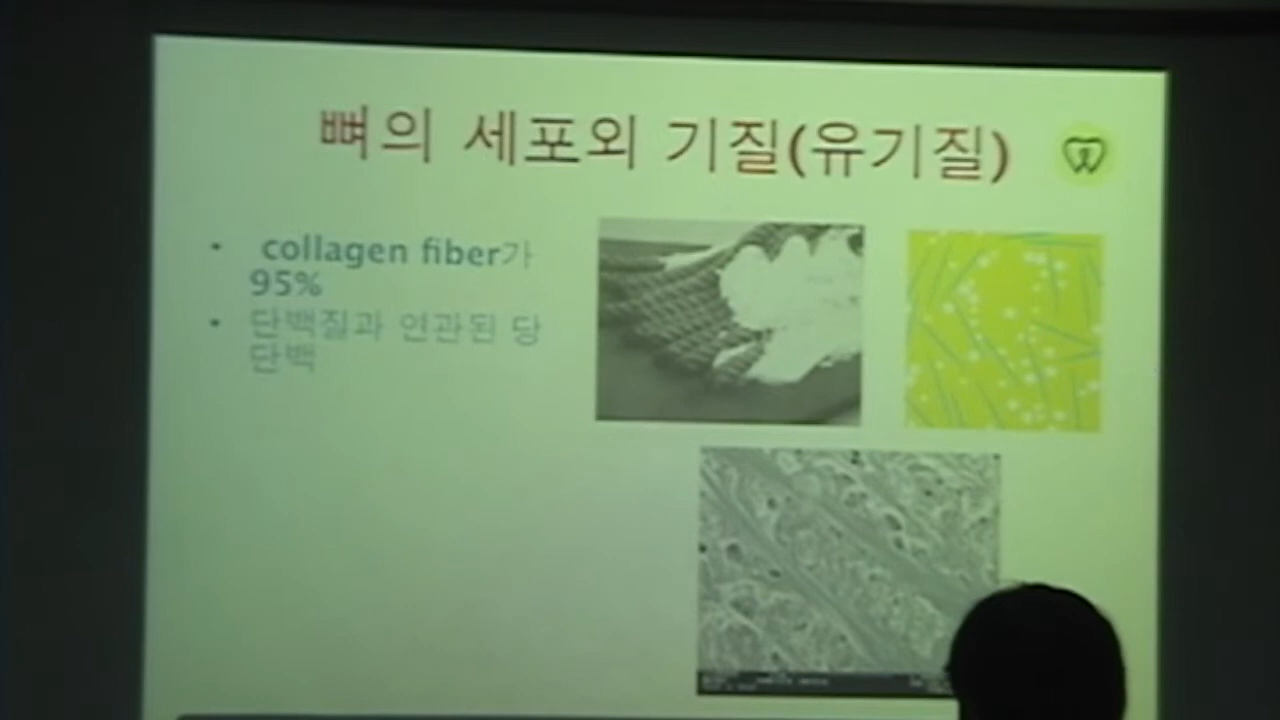 뼈의 세포외 기질(유기질)
• collagen fiber가
95%
• 단백질과 연관된 당
단백